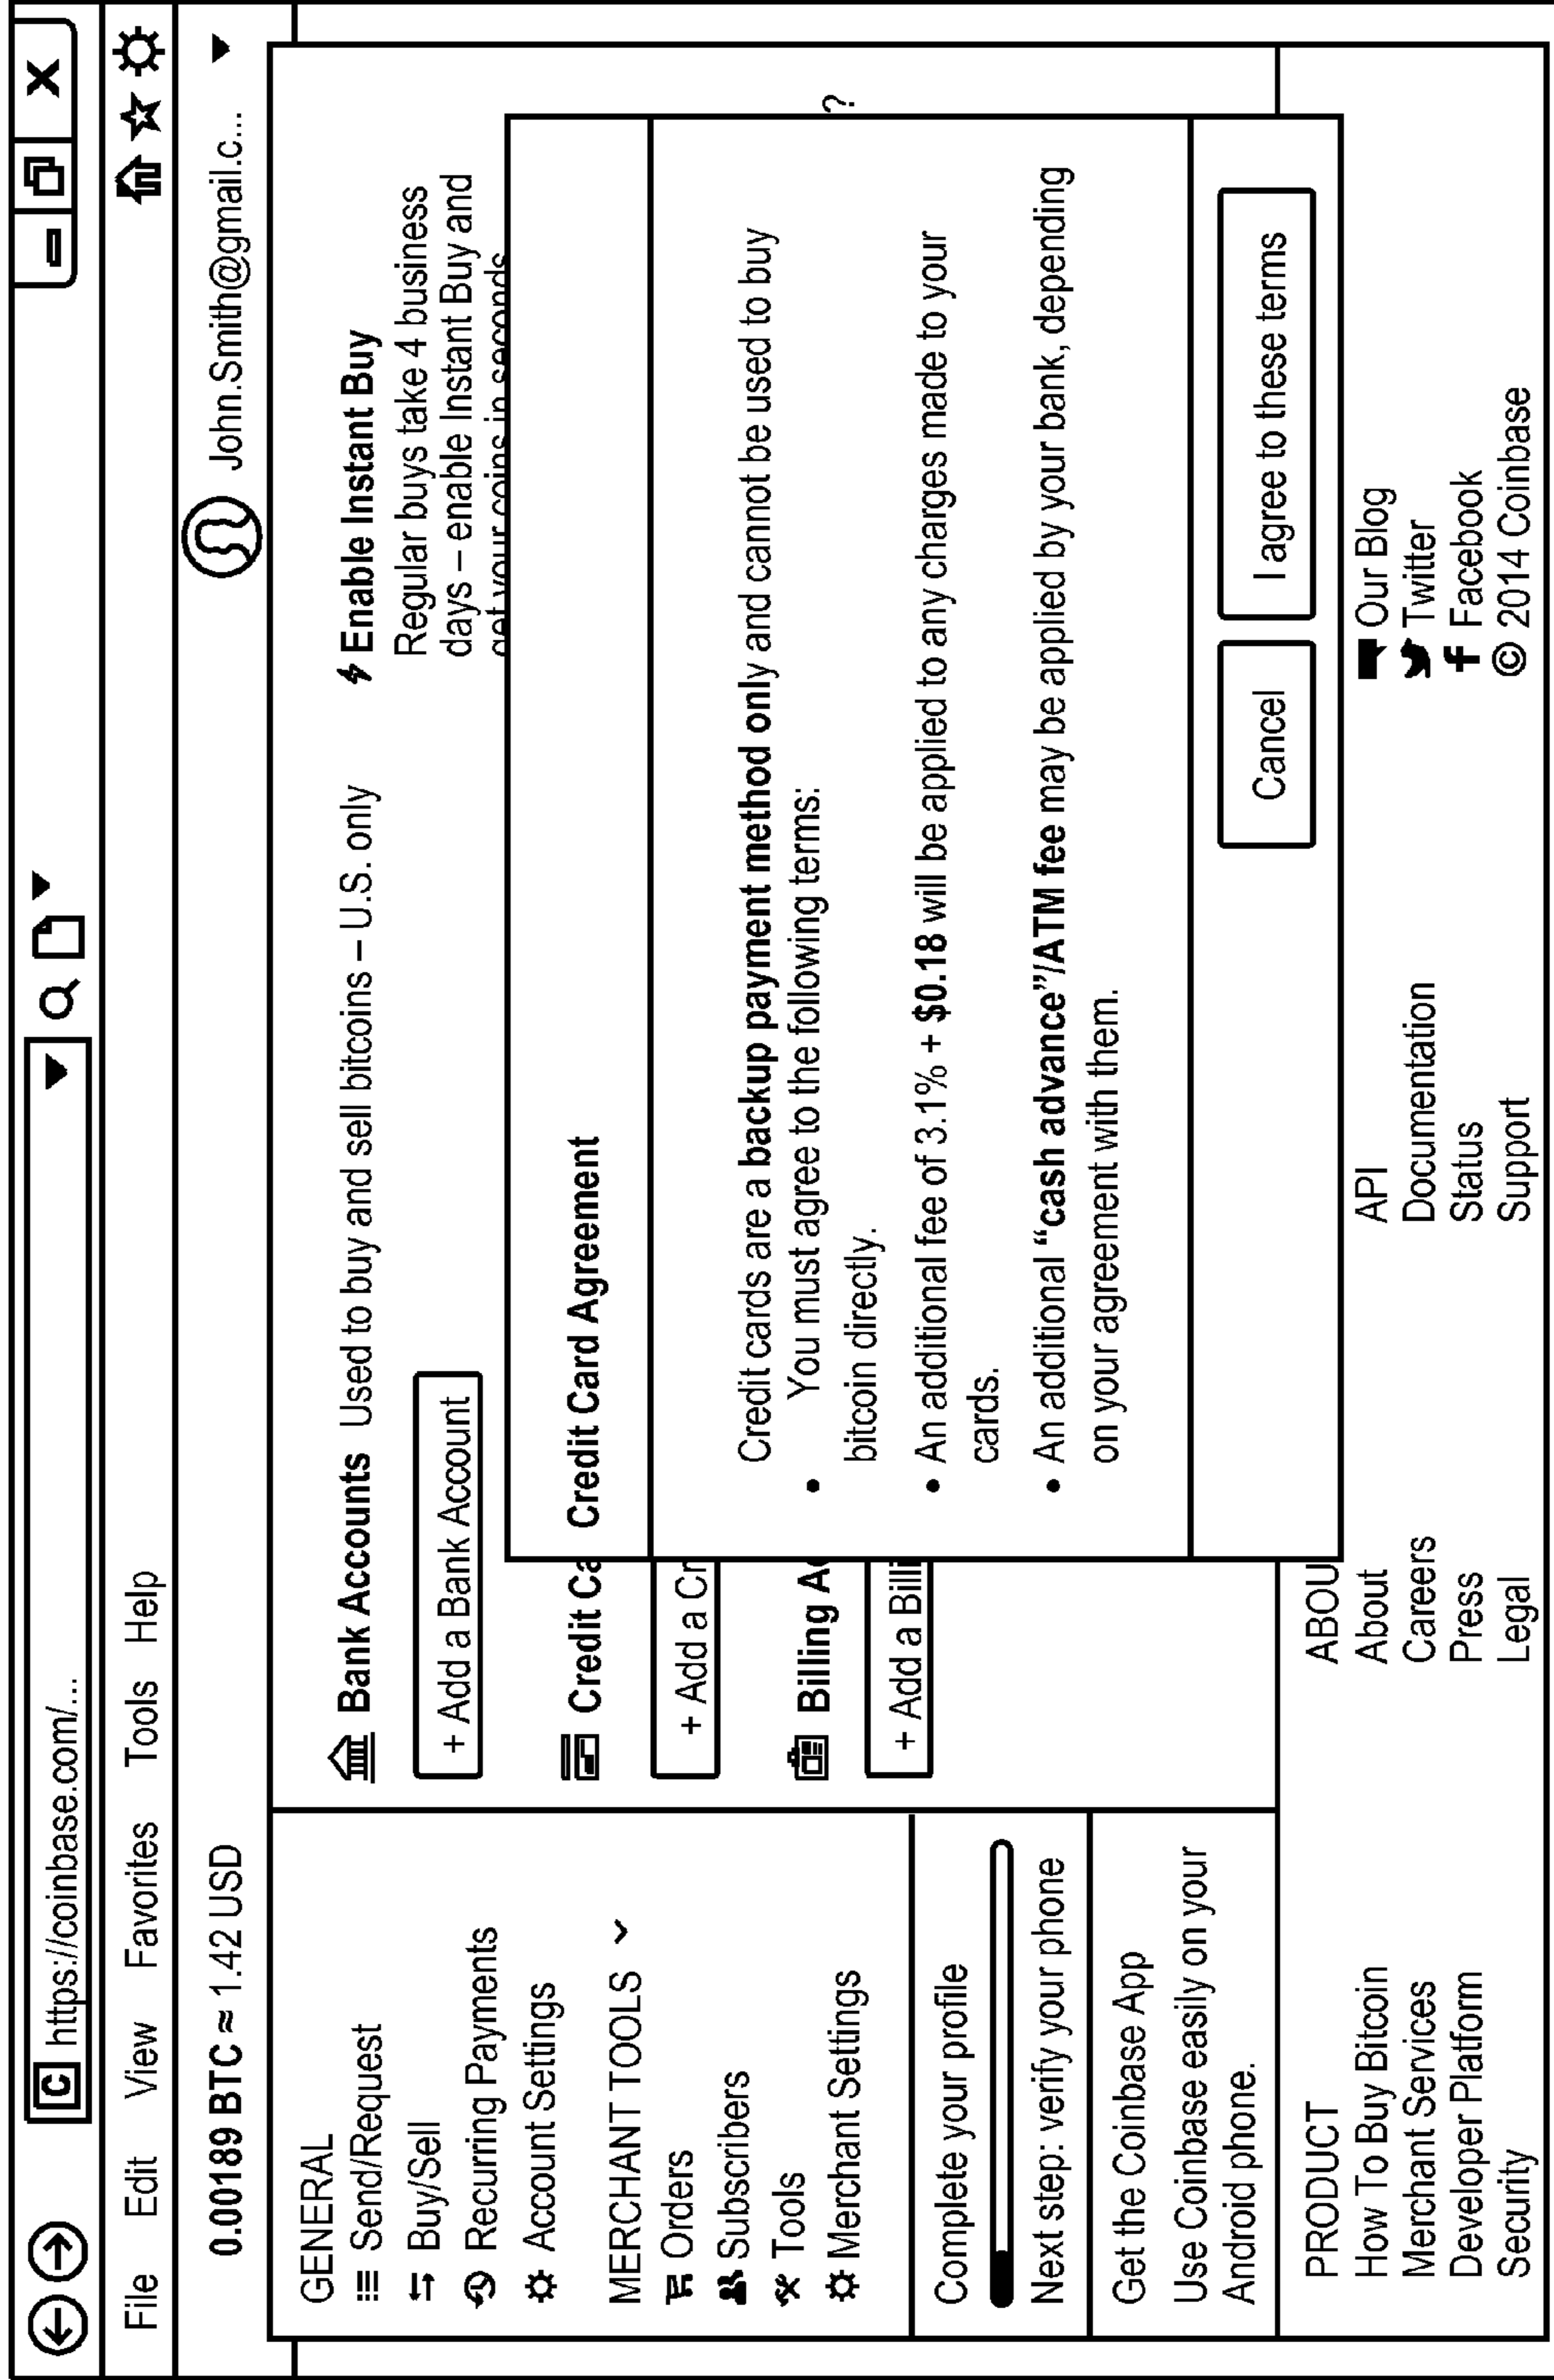 C https://coinbase.com/...
X
File Edit View Favorites Tools Help
0.00189 BTC ≈ 1.42 USD
John.Smith@gmail.c...
GENERAL
Send/Request
Buy/Sell
Recurring Payments
Account Settings
MERCHANT TOOLS
Orders
Subscribers
Tools
Merchant Settings
Complete your profile
Next step: verify your phone
Get the Coinbase App
Use Coinbase easily on your
Android phone.
Bank Accounts Used to buy and sell bitcoins – U.S. only
+ Add a Bank Account
Enable Instant Buy
Regular buys take 4 business
days – enable Instant Buy and
get your coins in seconds
Credit Ca
+ Add a Cr
Billing A
+ Add a Billi
?
Credit Card Agreement
Credit cards are a backup payment method only and cannot be used to buy
• You must agree to the following terms:
bitcoin directly.
• An additional fee of 3.1% + $0.18 will be applied to any charges made to your
cards.
• An additional “cash advance”/ATM fee may be applied by your bank, depending
on your agreement with them.
Cancel
I agree to these terms
PRODUCT
How To Buy Bitcoin
Merchant Services
Developer Platform
Security
ABOU
About
Careers
Press
Legal
API
Documentation
Status
Support
Our Blog
Twitter
f Facebook
© 2014 Coinbase